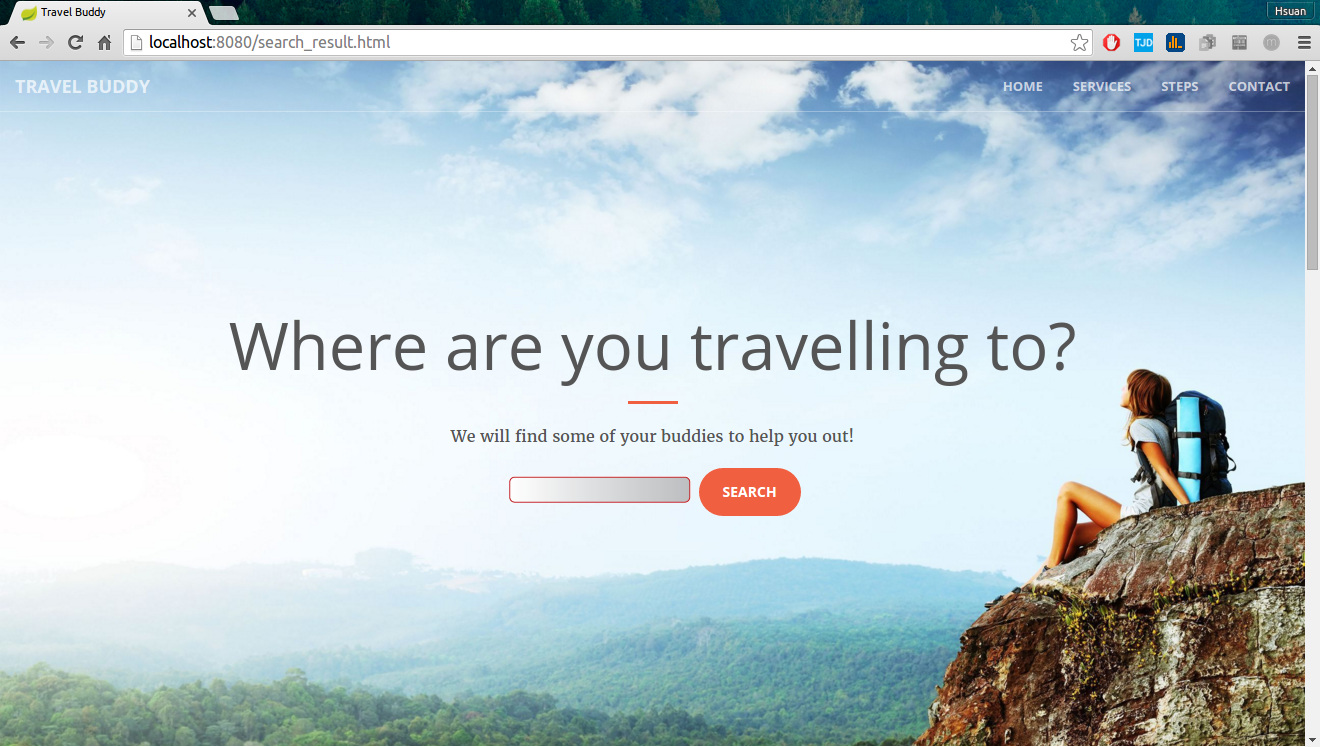 Travel Buddy
Hsuan
localhost:8080/search_result.html
TJD
m
TRAVEL BUDDY
HOME SERVICES STEPS CONTACT
Where are you travelling to?
We will find some of your buddies to help you out!
SEARCH